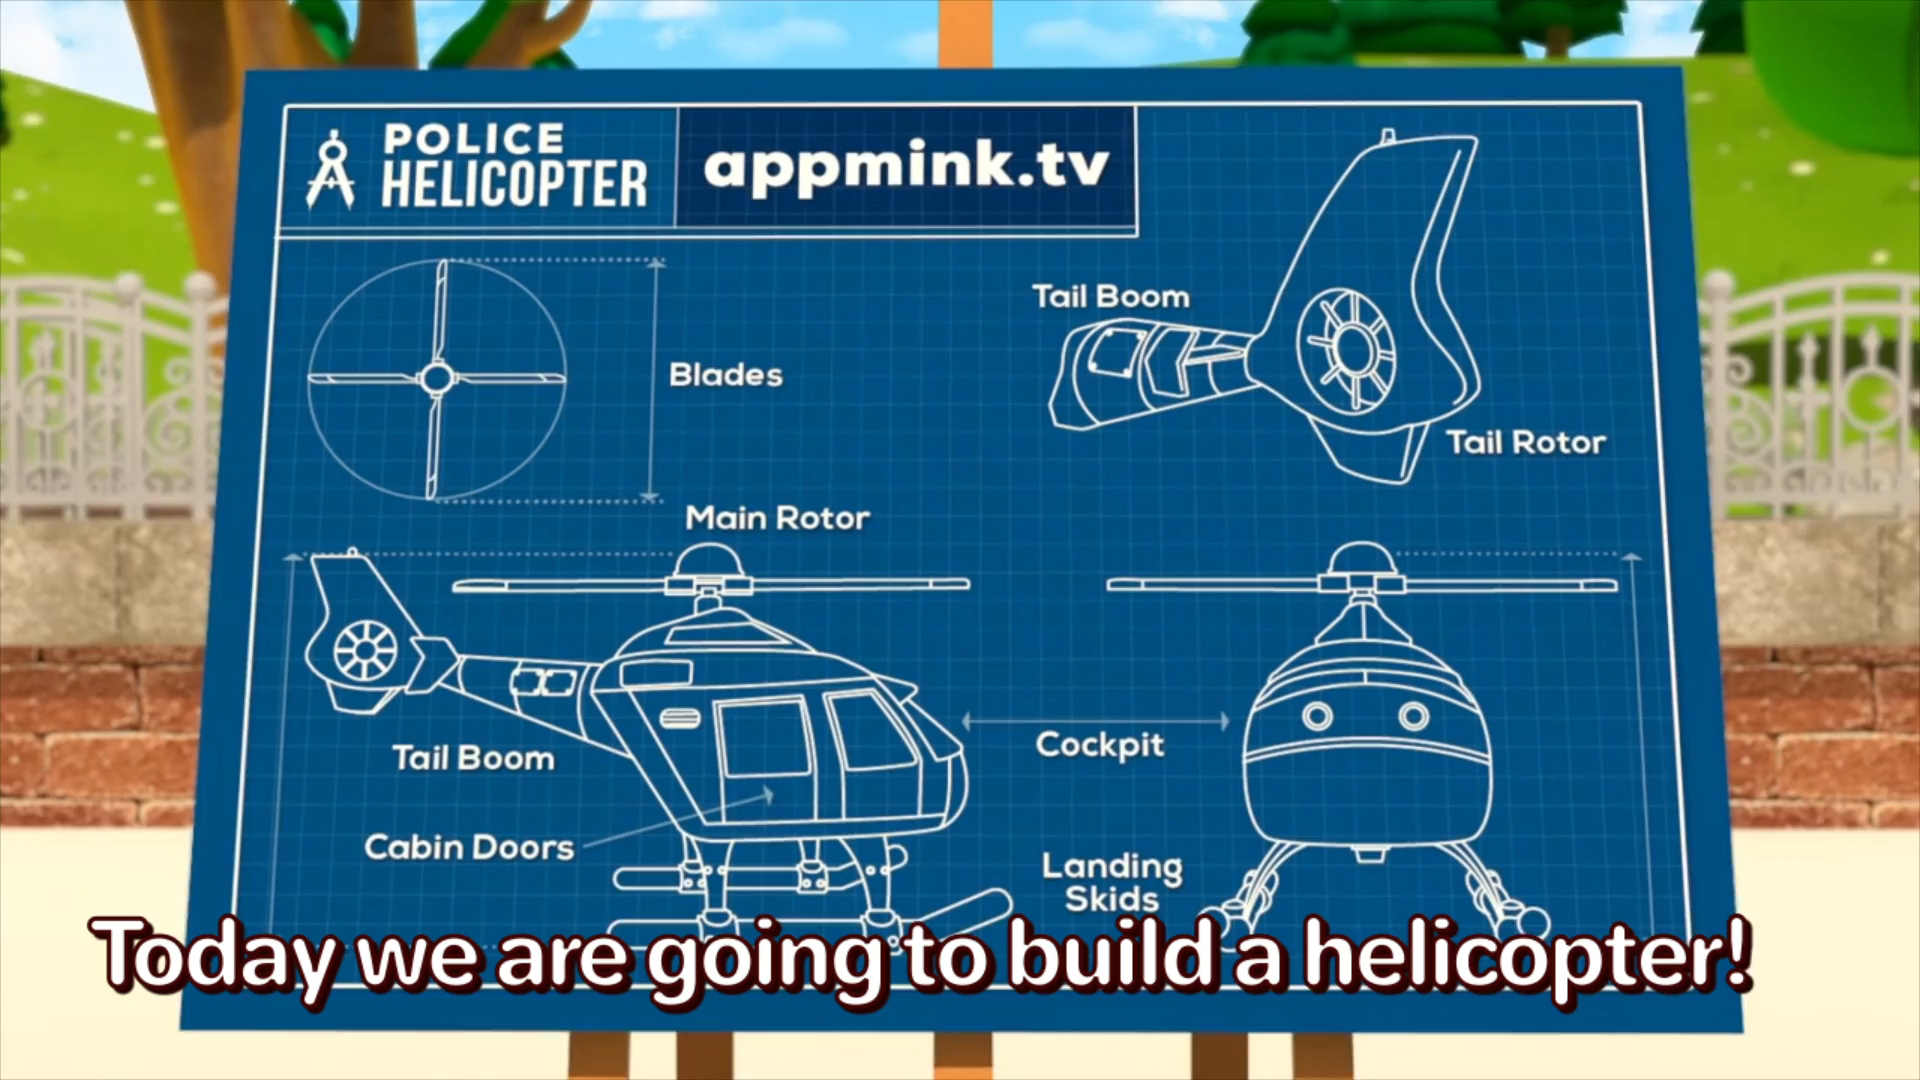 POLICE
HELICOPTER
appmink.tv
Tail Boom
Blades
Tail Rotor
Main Rotor
Cockpit
Tail Boom
Cabin Doors
Landing
Skids
Today we are going to build a helicopter!